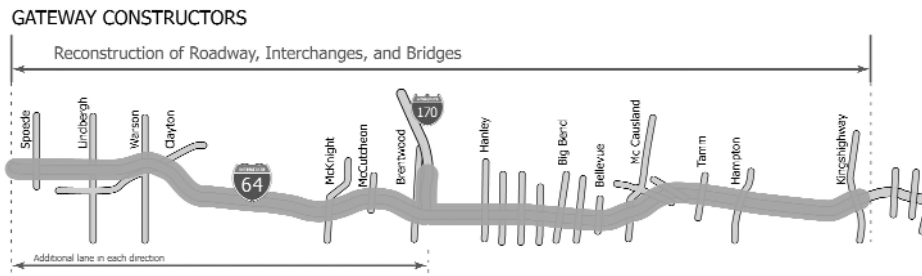 GATEWAY CONSTRUCTORS
Reconstruction of Roadway, Interchanges, and Bridges
Spoede
Lindbergh
Warson
Clayton
64
McKnight
McCutcheon
Brentwood
170
Hanley
Big Bend
Bellevue
Mc Causland
Tamm
Hampton
Kingshighway
Additional lane in each direction